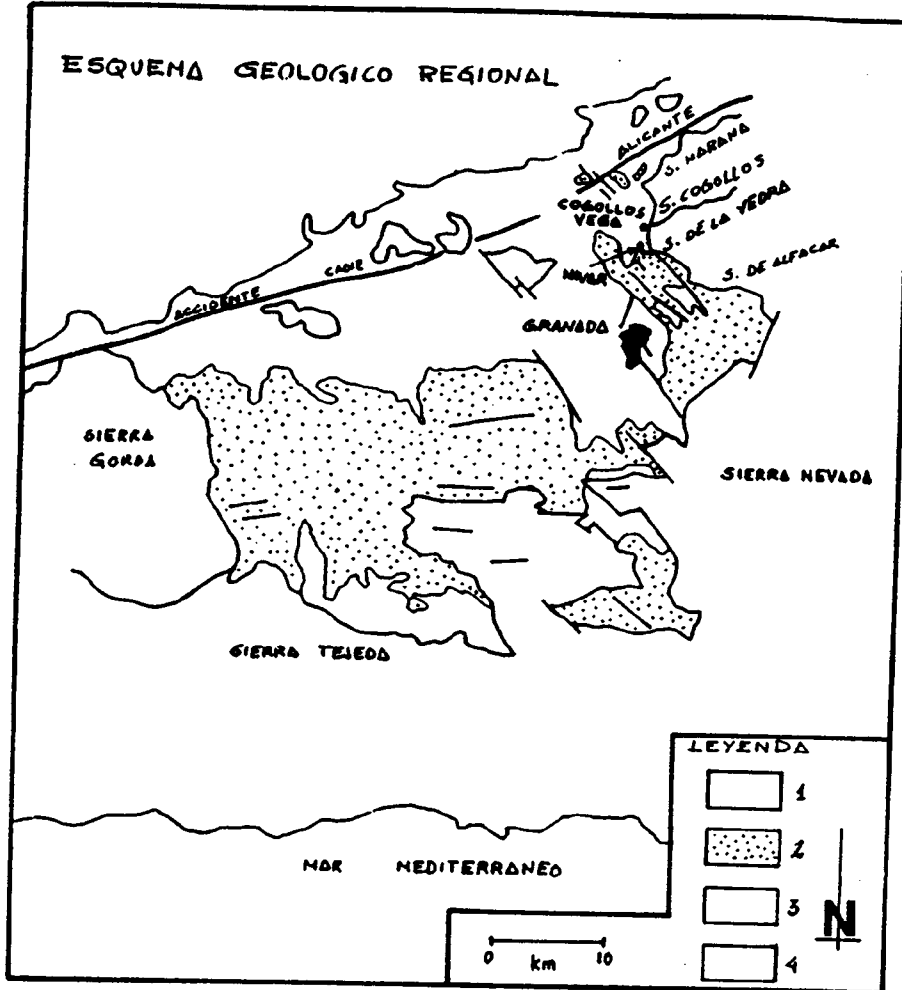 ESQUEMA GEOLOGICO REGIONAL
ALICANTE
S. HARANA
S. COGOLLOS
COGOLLOS
VEGA
S. DE LA YEDRA
NIVAR
S. DE ALFACAR
CADIZ
ACCIDENTE
GRANADA
SIERRA
GORDA
SIERRA NEVADA
SIERRA TEJEDA
LEYENDA
1
2
3
4
MAR MEDITERRANEO
N
0 km 10